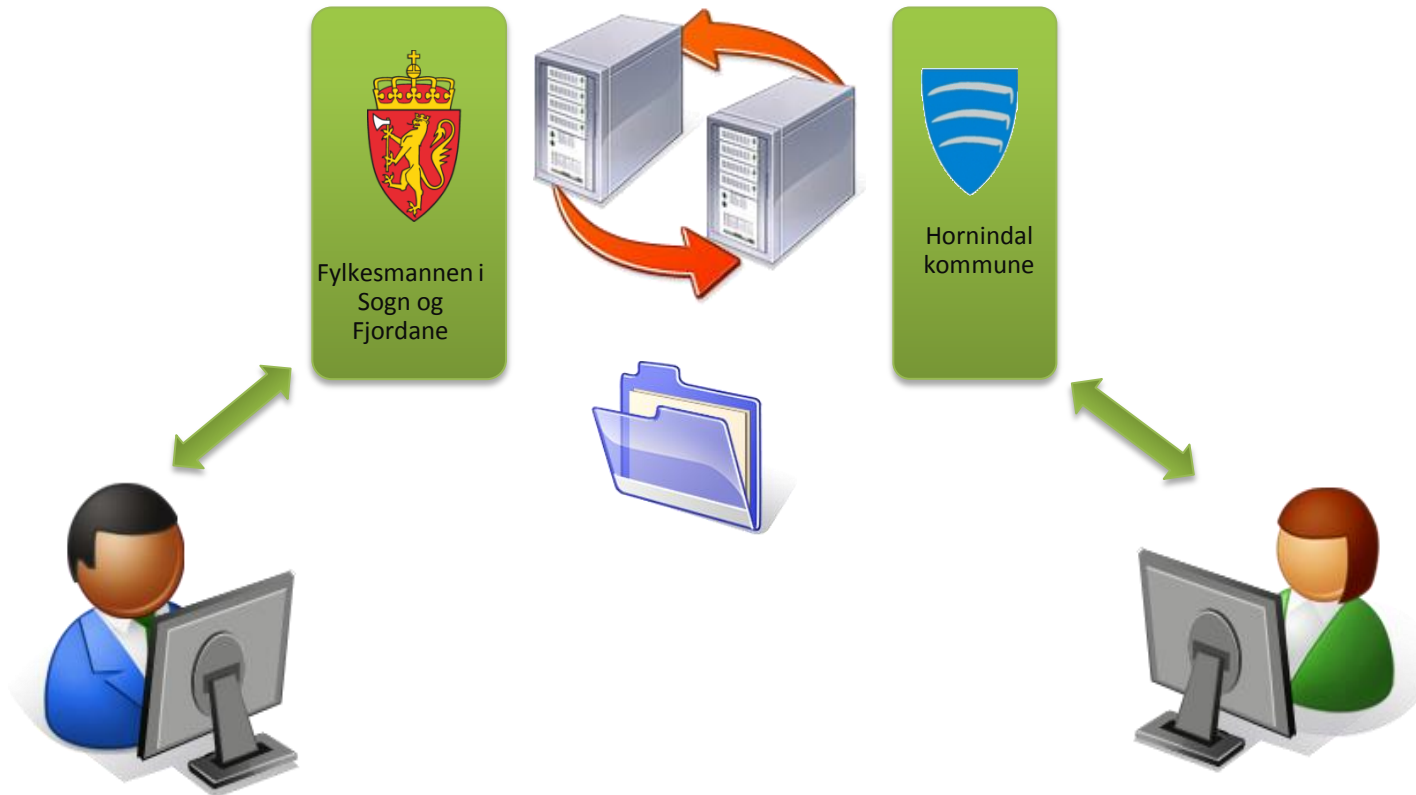 Fylkesmannen i
Sogn og
Fjordane
Hornindal
kommune